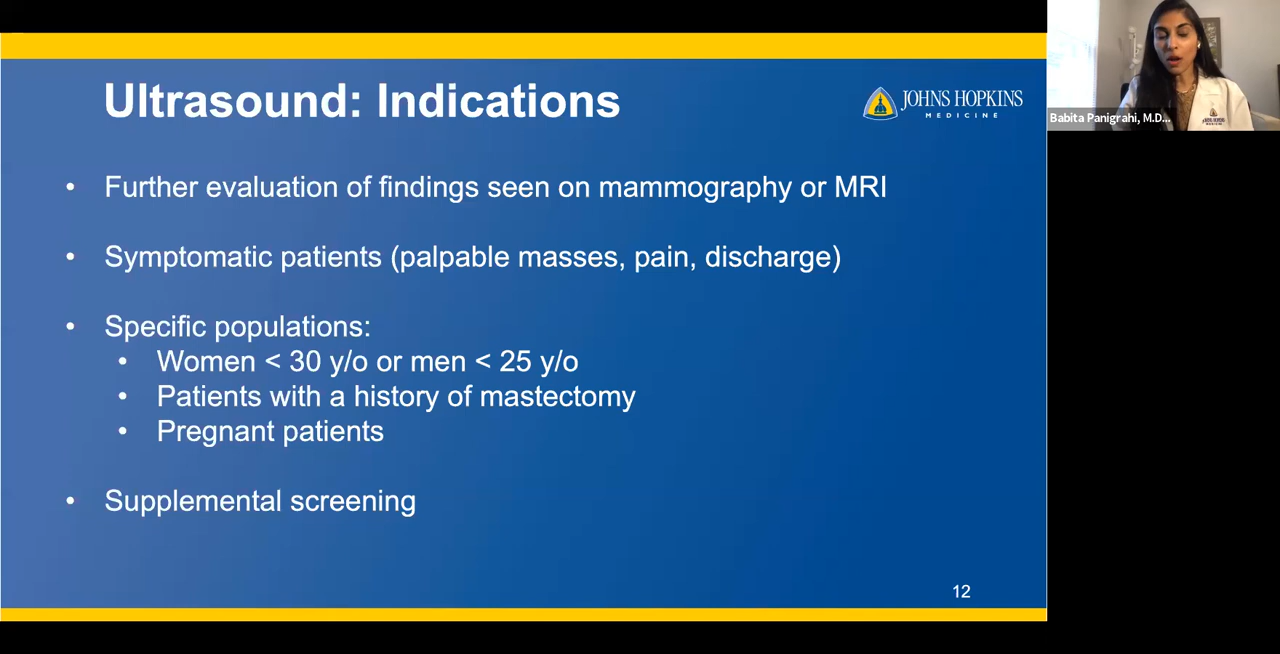 Ultrasound: Indications
JOHNS HOPKINS
MEDICINE
Babita Panigrahi, M.D...
• Further evaluation of findings seen on mammography or MRI
• Symptomatic patients (palpable masses, pain, discharge)
• Specific populations:
• Women < 30 y/o or men < 25 y/o
• Patients with a history of mastectomy
• Pregnant patients
• Supplemental screening
12